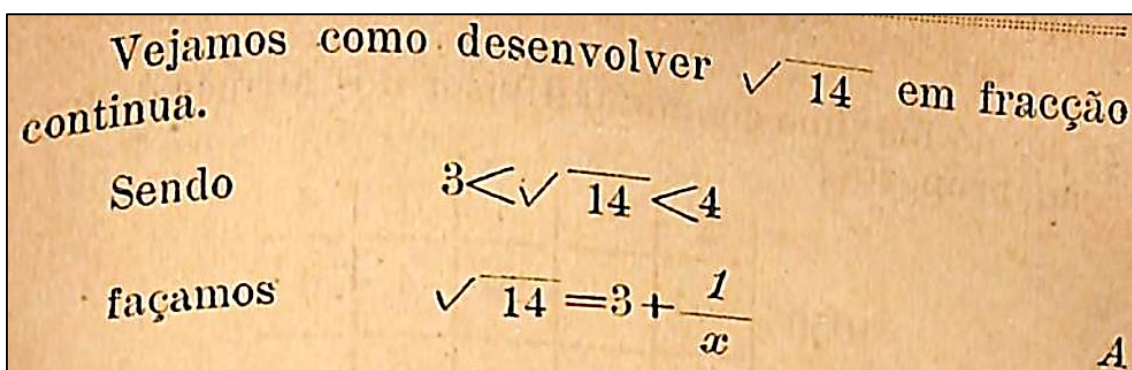 Vejamos como desenvolver √14 em fracção
continua.
Sendo 3<√14<4
façamos √14=3+1/x
A